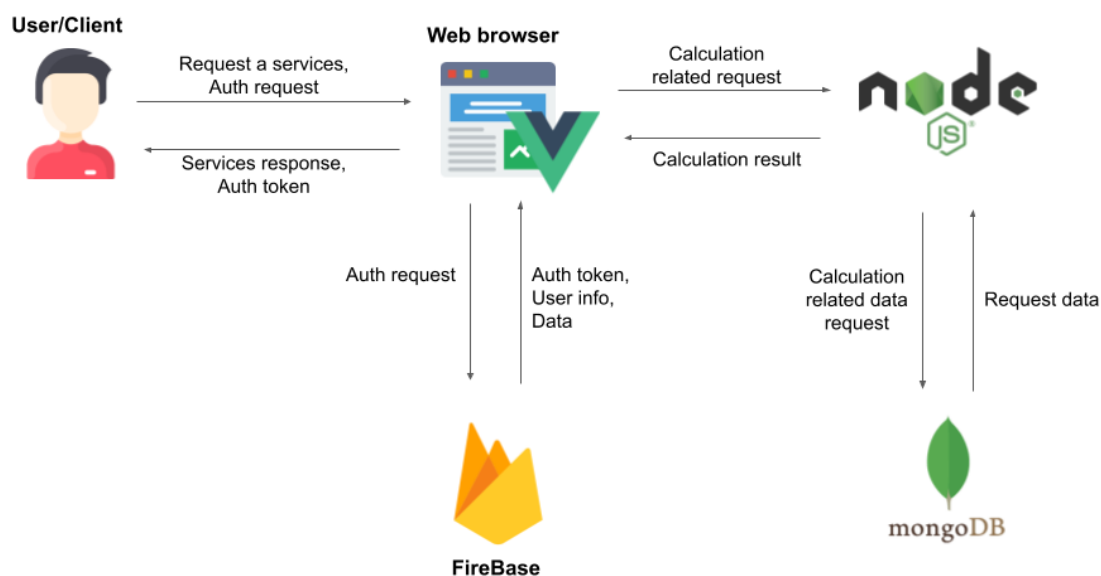 User/Client
Request a services,
Auth request
Services response,
Auth token
Web browser
Calculation
related request
Calculation result
node
JS
Auth request
Auth token,
User info,
Data
Calculation
related data
request
Request data
FireBase
mongoDB